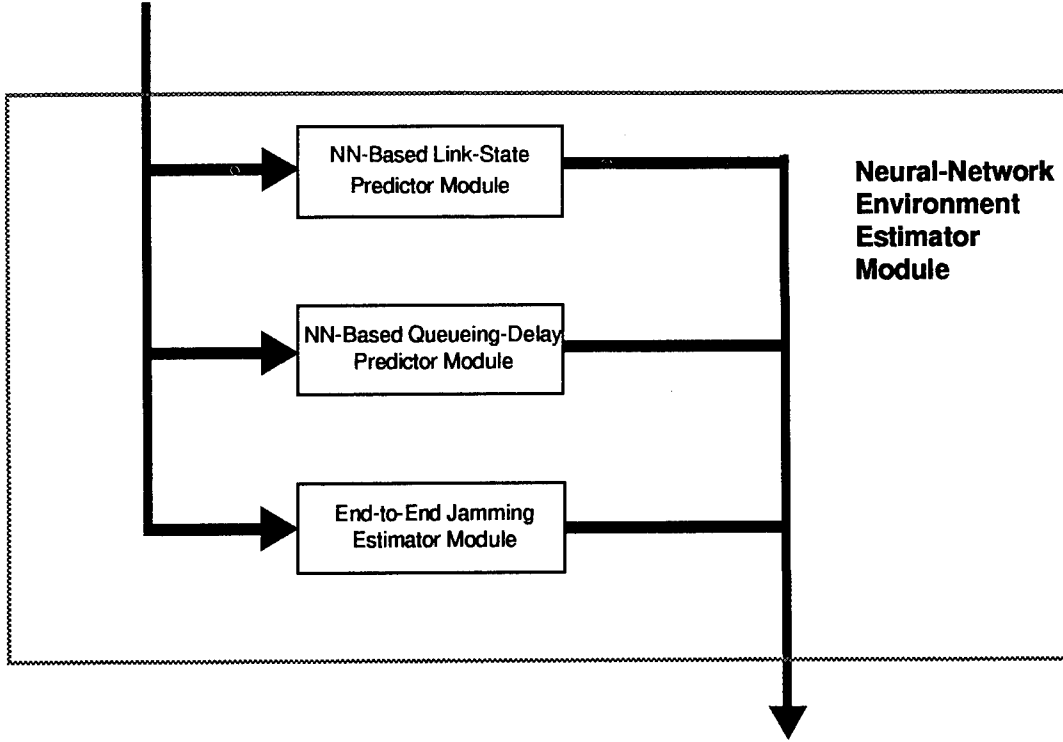 NN-Based Link-State
Predictor Module
Neural-Network
Environment
Estimator
Module
NN-Based Queueing-Delay
Predictor Module
End-to-End Jamming
Estimator Module